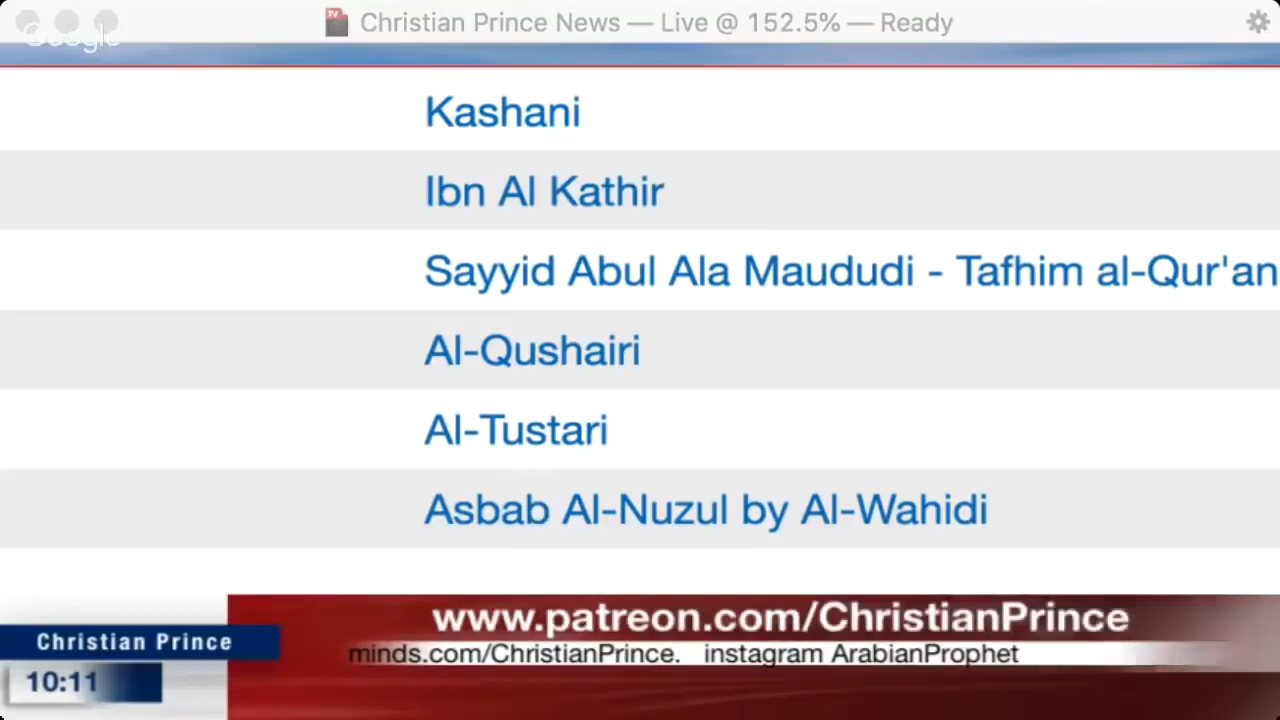 Christian Prince News — Live @ 152.5% — Ready
Google
Kashani
Ibn Al Kathir
Sayyid Abul Ala Maududi - Tafhim al-Qur'an
Al-Qushairi
Al-Tustari
Asbab Al-Nuzul by Al-Wahidi
www.patreon.com/ChristianPrince
Christian Prince
minds.com/ChristianPrince. instagram ArabianProphet
10:11